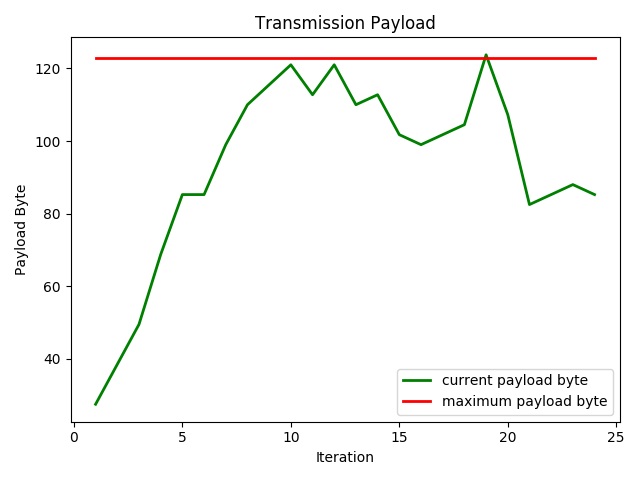 Transmission Payload
Payload Byte
120
100
80
60
40
0
5
10
15
20
25
Iteration
current payload byte
maximum payload byte